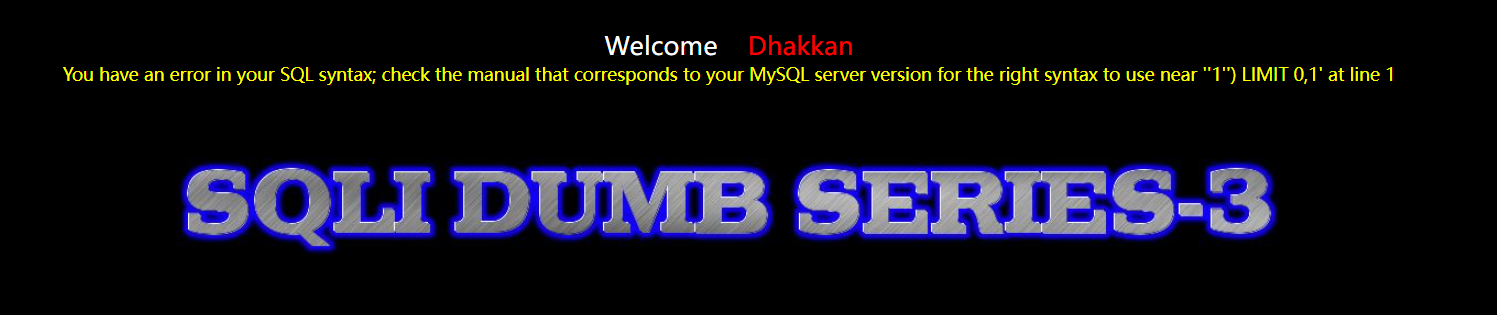 Welcome Dhakkan
You have an error in your SQL syntax; check the manual that corresponds to your MySQL server version for the right syntax to use near ''1'') LIMIT 0,1' at line 1
SQLI DUMB SERIES-3